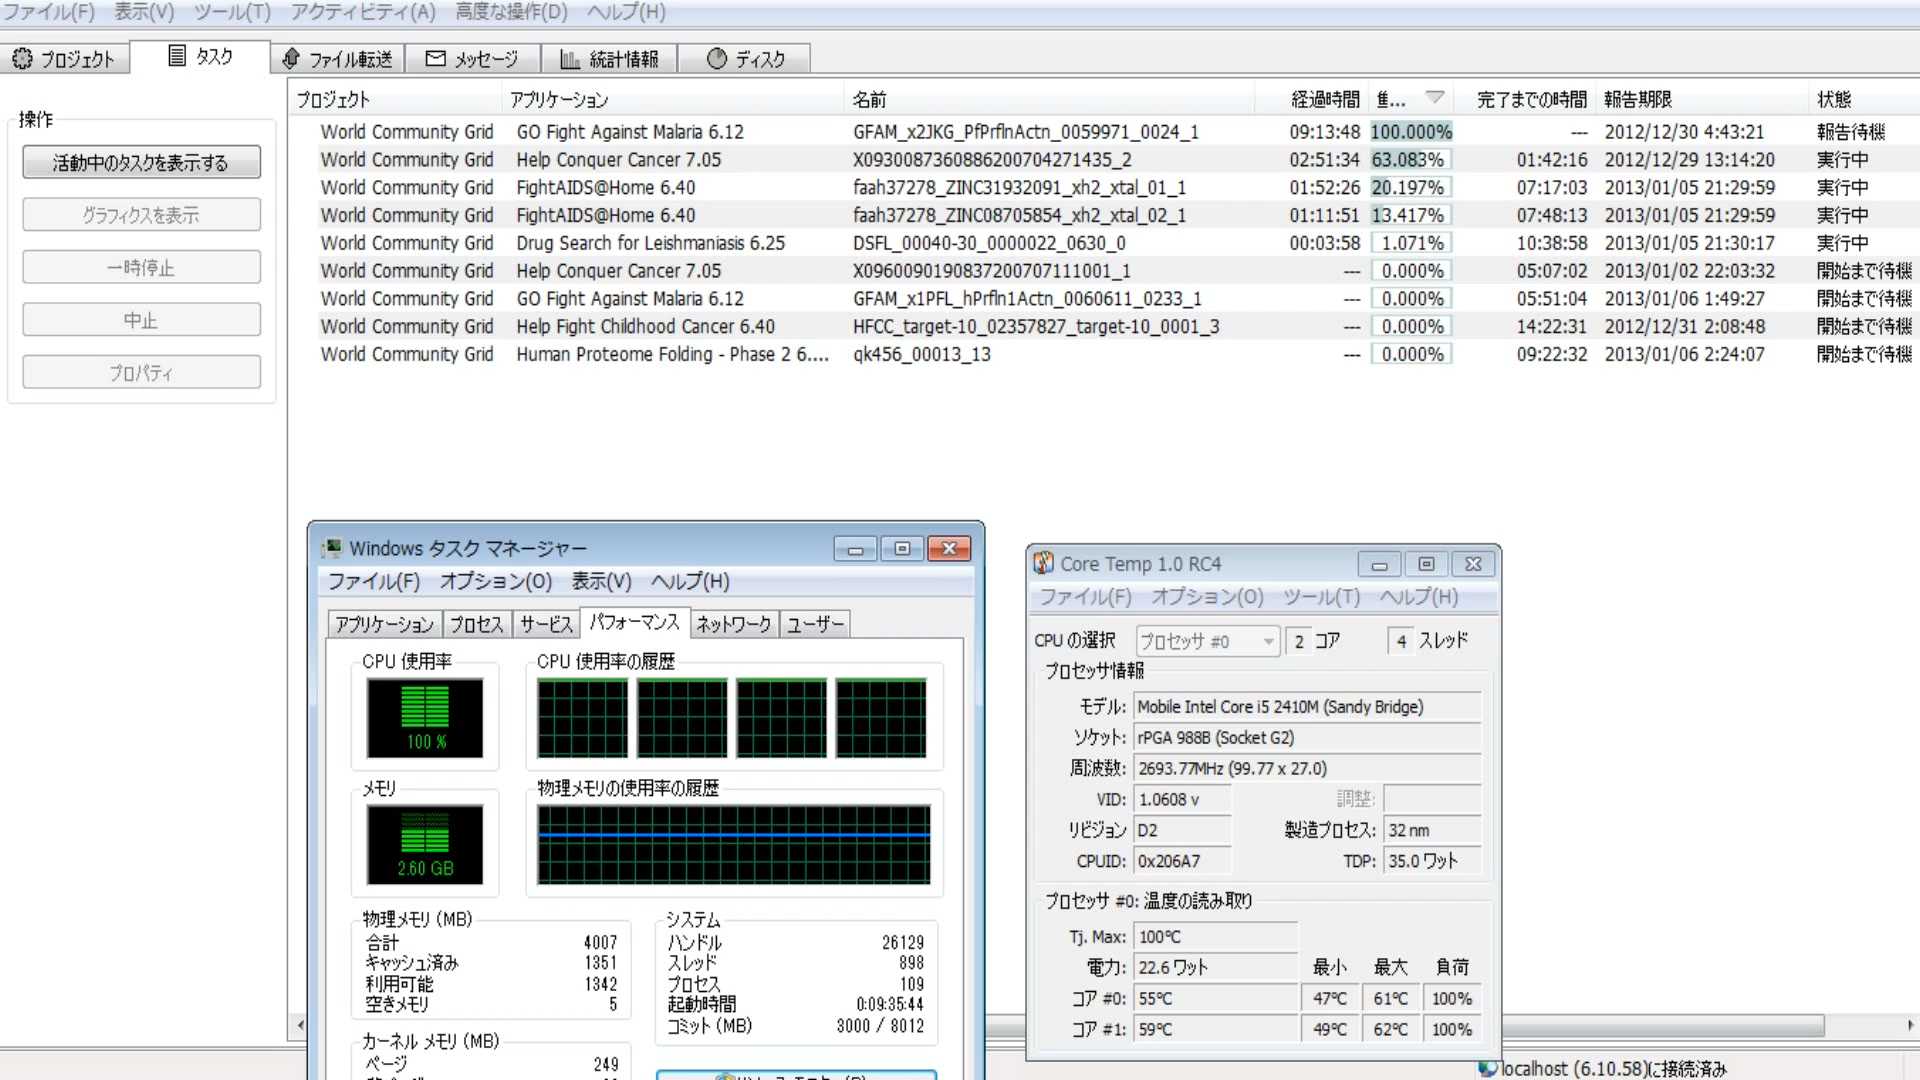 ファイル(F) 表示(V) ツール(T) アクティビティ(A) 高度な操作(D) ヘルプ(H)
プロジェクト タスク ファイル転送 メッセージ 統計情報 ディスク
操作
活動中のタスクを表示する
グラフィクスを表示
一時停止
中止
プロパティ
プロジェクト アプリケーション 名前 経過時間 進... 完了までの時間 報告期限 状態
World Community Grid GO Fight Against Malaria 6.12 GFAM_x2JKG_PfPrflnActn_0059971_0024_1 09:13:48 100.000% --- 2012/12/30 4:43:21 報告待機
World Community Grid Help Conquer Cancer 7.05 X0930087360886200704271435_2 02:51:34 63.083% 01:42:16 2012/12/29 13:14:20 実行中
World Community Grid FightAIDS@Home 6.40 faah37278_ZINC31932091_xh2_xtal_01_1 01:52:26 20.197% 07:17:03 2013/01/05 21:29:59 実行中
World Community Grid FightAIDS@Home 6.40 faah37278_ZINC08705854_xh2_xtal_02_1 01:11:51 13.417% 07:48:13 2013/01/05 21:29:59 実行中
World Community Grid Drug Search for Leishmaniasis 6.25 DSFL_00040-30_0000022_0630_0 00:03:58 1.071% 10:38:58 2013/01/05 21:30:17 実行中
World Community Grid Help Conquer Cancer 7.05 X0960090190837200707111001_1 --- 0.000% 05:07:02 2013/01/02 22:03:32 開始まで待機
World Community Grid GO Fight Against Malaria 6.12 GFAM_x1PFL_hPrfln1Actn_0060611_0233_1 --- 0.000% 05:51:04 2013/01/06 1:49:27 開始まで待機
World Community Grid Help Fight Childhood Cancer 6.40 HFCC_target-10_02357827_target-10_0001_3 --- 0.000% 14:22:31 2012/12/31 2:08:48 開始まで待機
World Community Grid Human Proteome Folding - Phase 2 6.... qk456_00013_13 --- 0.000% 09:22:32 2013/01/06 2:24:07 開始まで待機
Windows タスク マネージャー
ファイル(F) オプション(O) 表示(V) ヘルプ(H)
アプリケーション プロセス サービス パフォーマンス ネットワーク ユーザー
CPU 使用率 CPU 使用率の履歴
100 %
メモリ 物理メモリの使用率の履歴
2.60 GB
物理メモリ (MB)
合計 4007
キャッシュ済み 1351
利用可能 1342
空きメモリ 5
カーネル メモリ (MB)
ページ 249
システム
ハンドル 26129
スレッド 898
プロセス 109
起動時間 0:09:35:44
コミット (MB) 3000 / 8012
Core Temp 1.0 RC4
ファイル(F) オプション(O) ツール(T) ヘルプ(H)
CPU の選択 プロセッサ #0 2 コア 4 スレッド
プロセッサ情報
モデル: Mobile Intel Core i5 2410M (Sandy Bridge)
ソケット: rPGA 988B (Socket G2)
周波数: 2693.77MHz (99.77 x 27.0)
VID: 1.0608 v 調整:
リビジョン D2 製造プロセス: 32 nm
CPUID: 0x206A7 TDP: 35.0 ワット
プロセッサ #0: 温度の読み取り
Tj. Max: 100℃
電力: 22.6 ワット 最小 最大 負荷
コア #0: 55℃ 47℃ 61℃ 100%
コア #1: 59℃ 49℃ 62℃ 100%
localhost (6.10.58)に接続済み